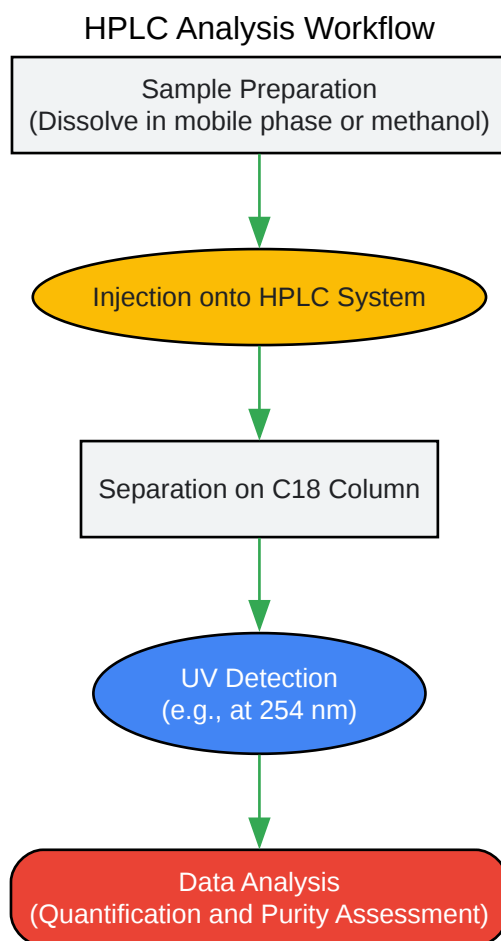 HPLC Analysis Workflow
Sample Preparation
(Dissolve in mobile phase or methanol)
Injection onto HPLC System
Separation on C18 Column
UV Detection
(e.g., at 254 nm)
Data Analysis
(Quantification and Purity Assessment)